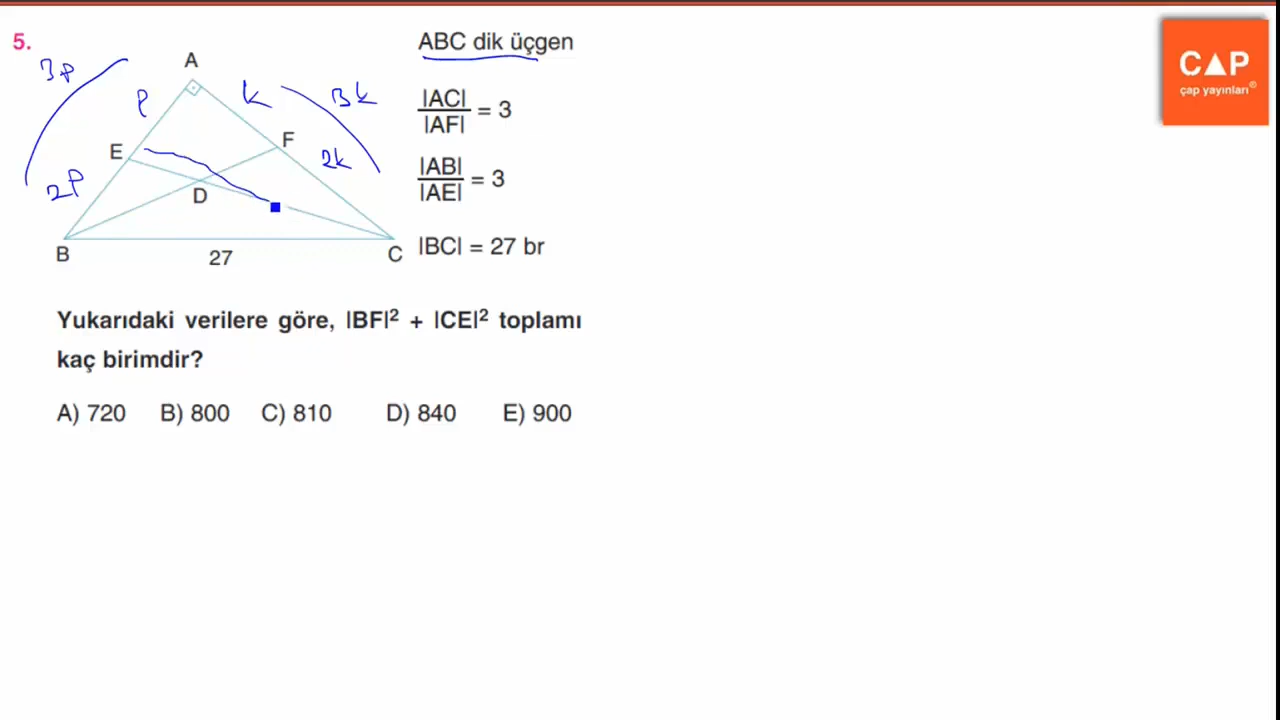 5.
ABC dik üçgen
3p
A
p
k
3k
|AC|
|AF| = 3
E
F
2k
2p
D
|AB|
|AE| = 3
B
27
C
|BC| = 27 br
Yukarıdaki verilere göre, |BF|² + |CE|² toplamı
kaç birimdir?
A) 720 B) 800 C) 810 D) 840 E) 900
ÇAP
çap yayınları®